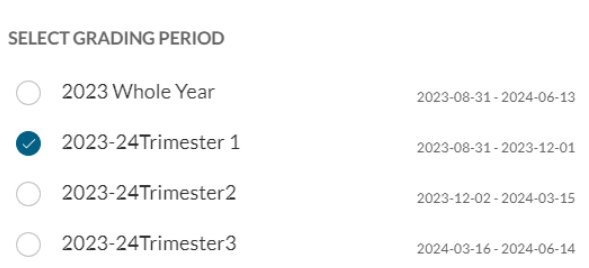 SELECT GRADING PERIOD
2023 Whole Year 2023-08-31 - 2024-06-13
2023-24Trimester 1 2023-08-31 - 2023-12-01
2023-24Trimester2 2023-12-02 - 2024-03-15
2023-24Trimester3 2024-03-16 - 2024-06-14